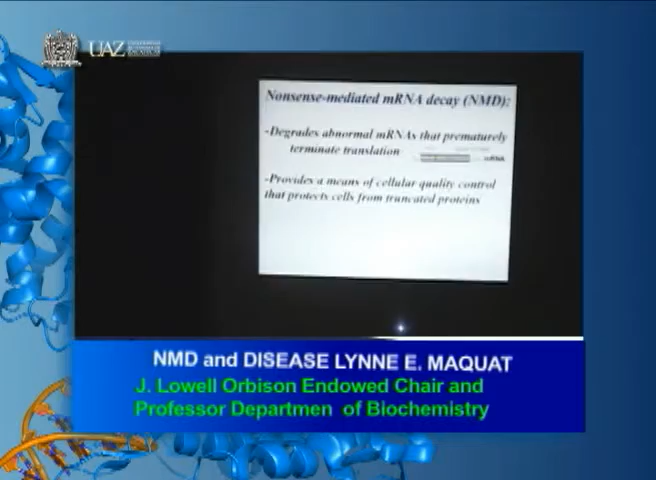 UAZ
Nonsense-mediated mRNA decay (NMD):
-Degrades abnormal mRNAs that prematurely
terminate translation
mRNA
-Provides a means of cellular quality control
that protects cells from truncated proteins
NMD and DISEASE LYNNE E. MAQUAT
J. Lowell Orbison Endowed Chair and
Professor Departmen of Biochemistry